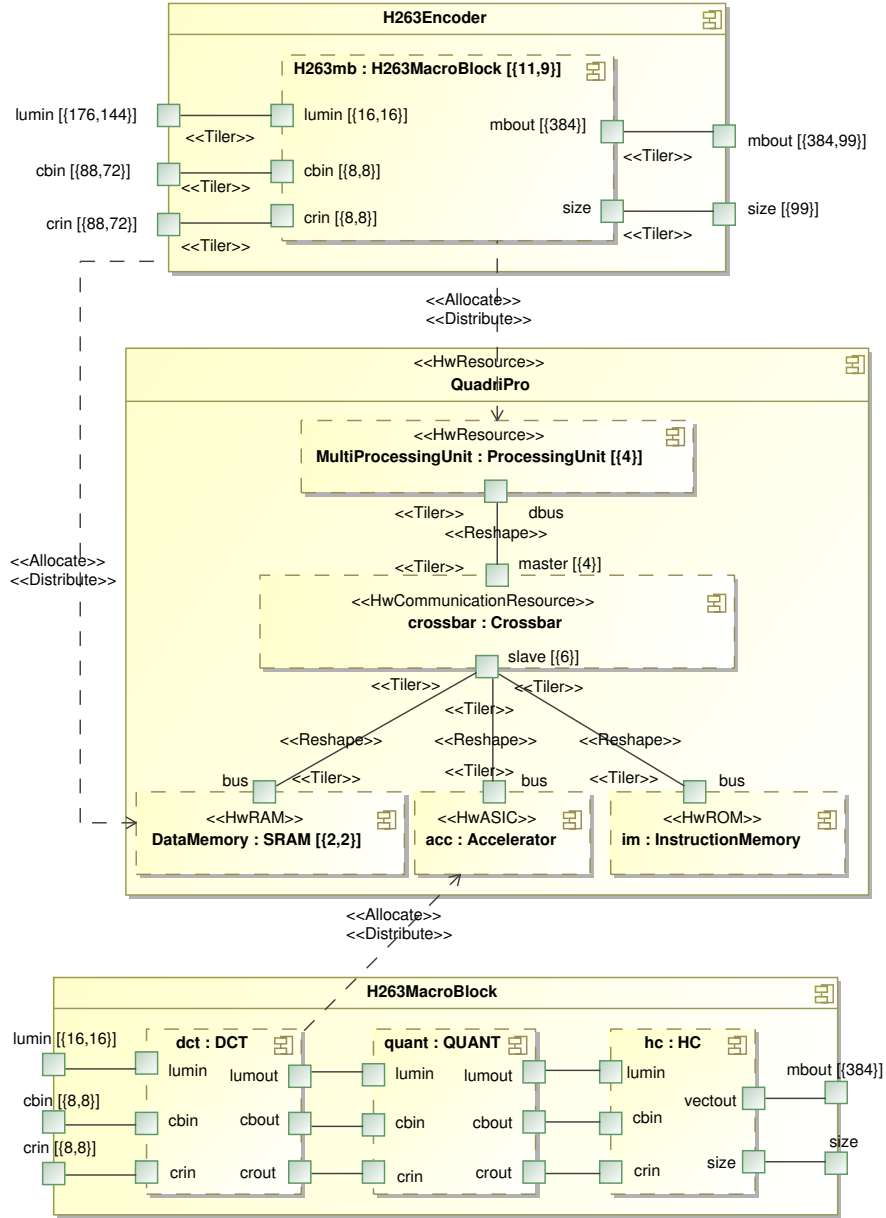 H263Encoder
H263mb : H263MacroBlock [{11,9}]
lumin [{176,144}]
lumin [{16,16}]
<<Tiler>>
mbout [{384}]
mbout [{384,99}]
<<Tiler>>
cbin [{88,72}]
cbin [{8,8}]
<<Tiler>>
crin [{88,72}]
crin [{8,8}]
<<Tiler>>
size
size [{99}]
<<Tiler>>
<<Allocate>>
<<Distribute>>
<<HwResource>>
QuadriPro
<<HwResource>>
MultiProcessingUnit : ProcessingUnit [{4}]
<<Tiler>>
dbus
<<Reshape>>
<<Allocate>>
<<Distribute>>
<<Tiler>>
master [{4}]
<<HwCommunicationResource>>
crossbar : Crossbar
slave [{6}]
<<Tiler>>
<<Tiler>>
<<Tiler>>
<<Reshape>>
<<Reshape>>
<<Reshape>>
bus
<<Tiler>>
<<Tiler>>
bus
<<Tiler>>
bus
<<HwRAM>>
DataMemory : SRAM [{2,2}]
<<HwASIC>>
acc : Accelerator
<<HwROM>>
im : InstructionMemory
<<Allocate>>
<<Distribute>>
H263MacroBlock
lumin [{16,16}]
cbin [{8,8}]
crin [{8,8}]
dct : DCT
lumin
lumout
cbin
cbout
crin
crout
quant : QUANT
lumin
lumout
cbin
cbout
crin
crout
hc : HC
lumin
vectout
cbin
size
crin
mbout [{384}]
size